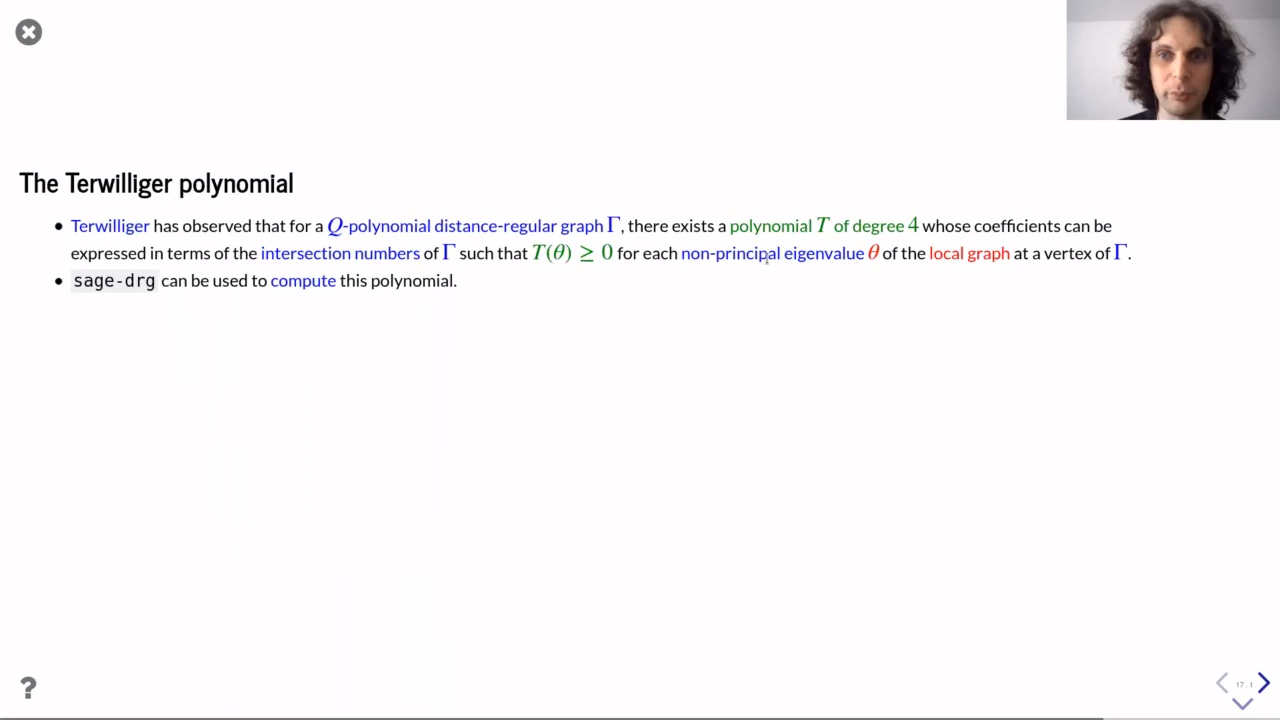 The Terwilliger polynomial
• Terwilliger has observed that for a Q-polynomial distance-regular graph Γ, there exists a polynomial T of degree 4 whose coefficients can be
expressed in terms of the intersection numbers of Γ such that T(θ) ≥ 0 for each non-principal eigenvalue θ of the local graph at a vertex of Γ.
• sage-drg can be used to compute this polynomial.
?
17.1